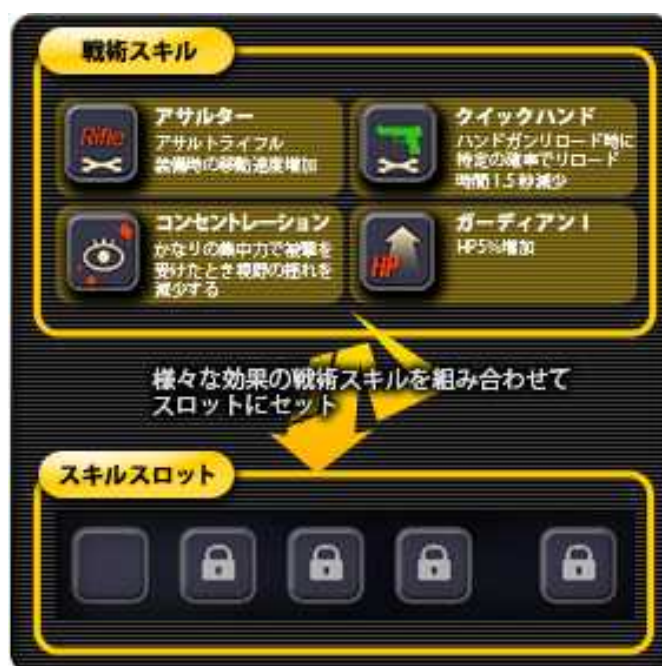 戦術スキル
Rifle
アサルター
アサルトライフル
装備時の移動速度増加
クイックハンド
ハンドガンリロード時に
特定の確率でリロード
時間1.5秒減少
コンセントレーション
かなりの集中力で被撃を
受けたとき視野の揺れを
減少する
HP
ガーディアン I
HP5%増加
様々な効果の戦術スキルを組み合わせて
スロットにセット
スキルスロット